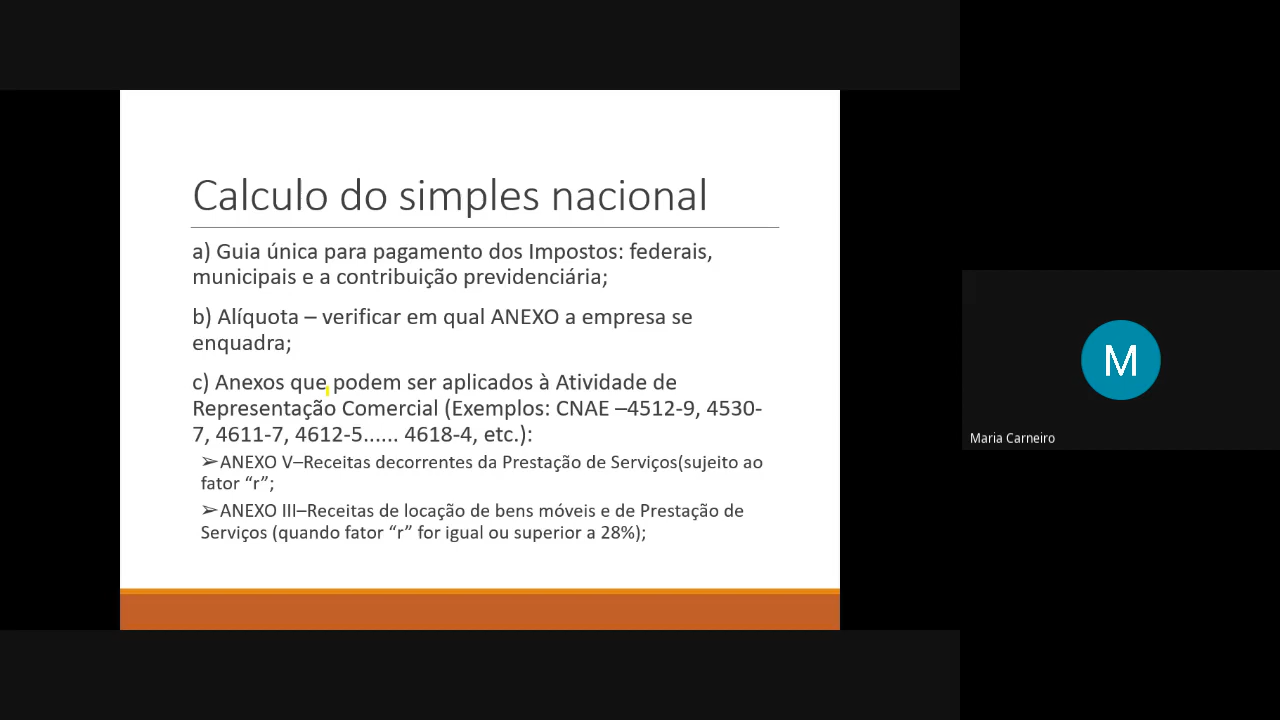 Calculo do simples nacional
a) Guia única para pagamento dos Impostos: federais,
municipais e a contribuição previdenciária;
b) Alíquota – verificar em qual ANEXO a empresa se
enquadra;
c) Anexos que podem ser aplicados à Atividade de
Representação Comercial (Exemplos: CNAE –4512-9, 4530-
7, 4611-7, 4612-5...... 4618-4, etc.):
➢ANEXO V–Receitas decorrentes da Prestação de Serviços(sujeito ao
fator “r”;
➢ANEXO III–Receitas de locação de bens móveis e de Prestação de
Serviços (quando fator “r” for igual ou superior a 28%);
M
Maria Carneiro